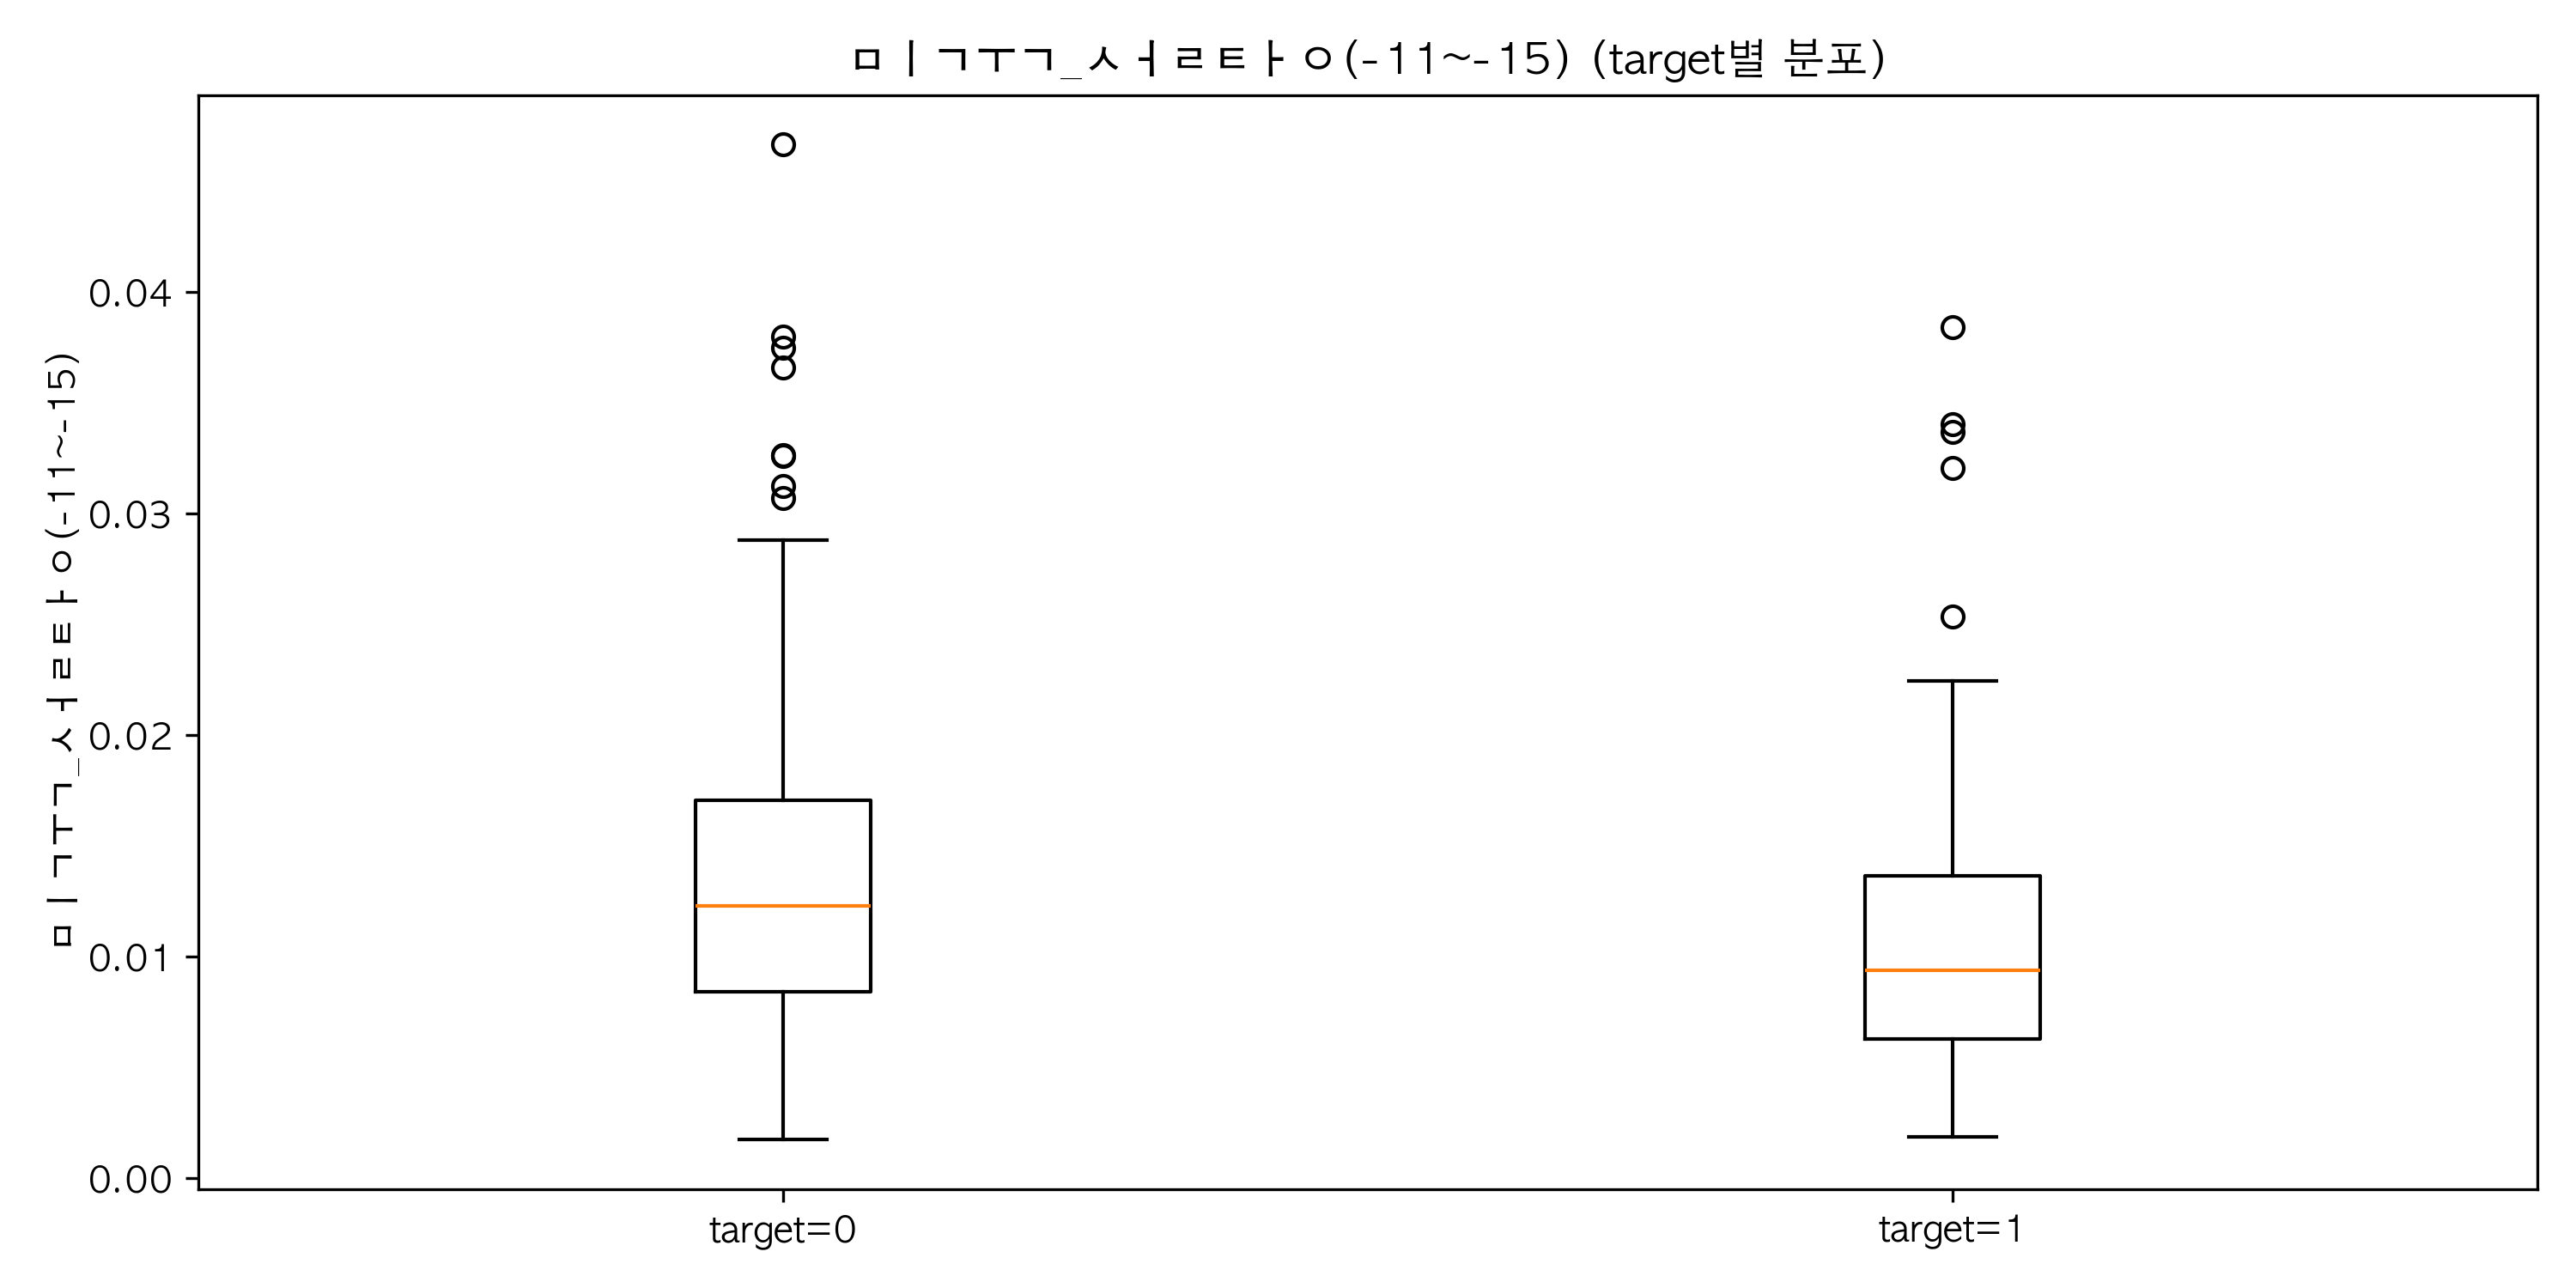 ㅁㅣㄱㅜㄱ_ㅅㅓㄹㅌㅏㅇ(-11~-15) (target별 분포)
ㅁㅣㄱㅜㄱ_ㅅㅓㄹㅌㅏㅇ(-11~-15)
0.04
0.03
0.02
0.01
0.00
target=0
target=1